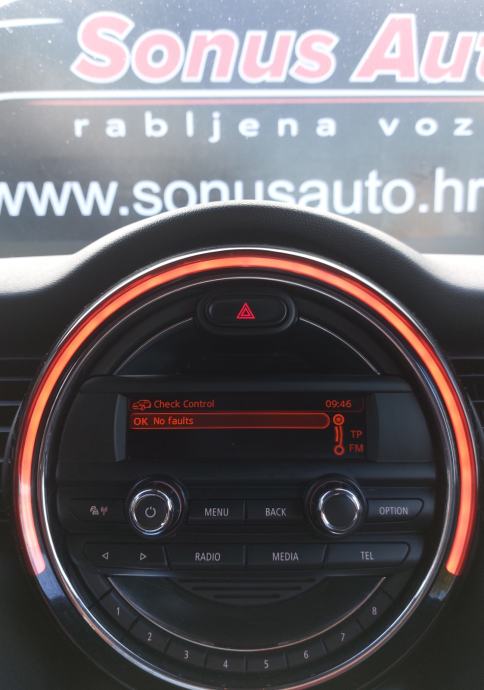 Sonus Aut
rabljena voz
www.sonusauto.hr
Check Control 09:46
OK No faults
TP
FM
MENU BACK OPTION
RADIO MEDIA TEL
1 2 3 4 5 6 7 8